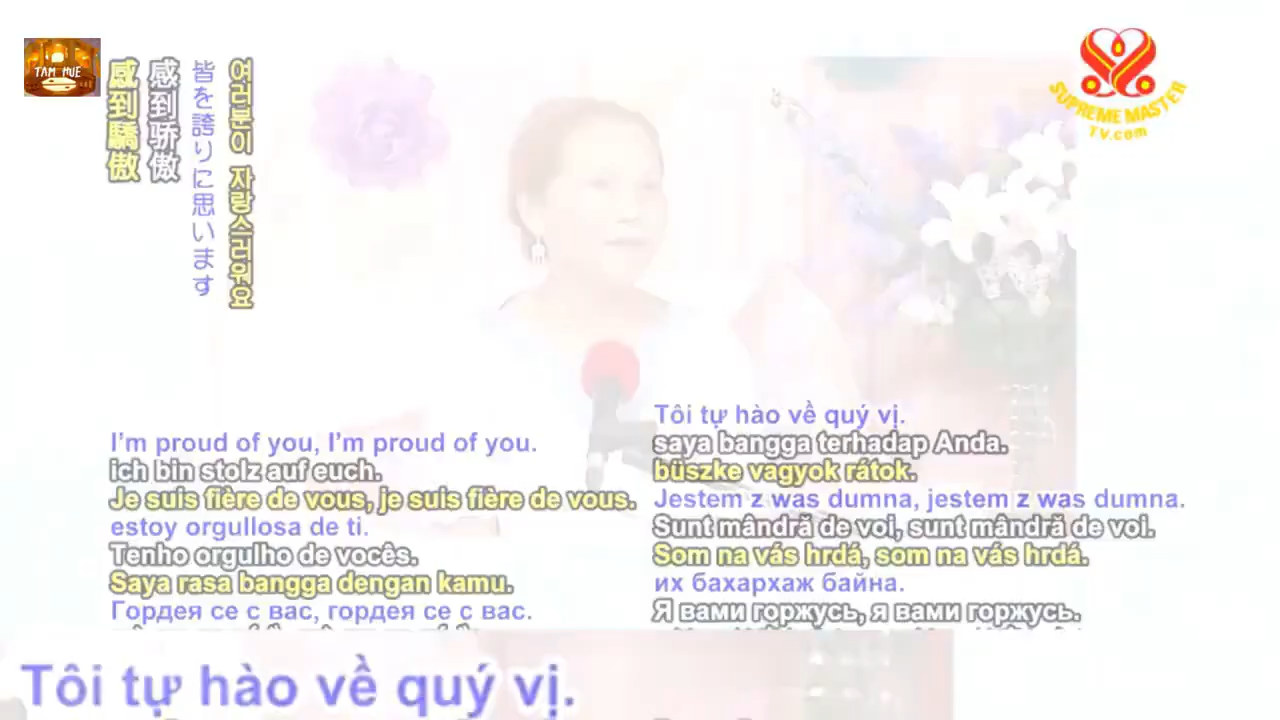 TAM HUE
感到驕傲
感到骄傲
皆を誇りに思います
여러분이 자랑스러워요
SUPREME MASTER
TV.com
I'm proud of you, I'm proud of you.
ich bin stolz auf euch.
Je suis fière de vous, je suis fière de vous.
estoy orgullosa de ti.
Tenho orgulho de vocês.
Saya rasa bangga dengan kamu.
Гордея се с вас, гордея се с вас.
Tôi tự hào về quý vị.
saya bangga terhadap Anda.
büszke vagyok rátok.
Jestem z was dumna, jestem z was dumna.
Sunt mândră de voi, sunt mândră de voi.
Som na vás hrdá, som na vás hrdá.
их бахархаж байна.
Я вами горжусь, я вами горжусь.
Tôi tự hào về quý vị.